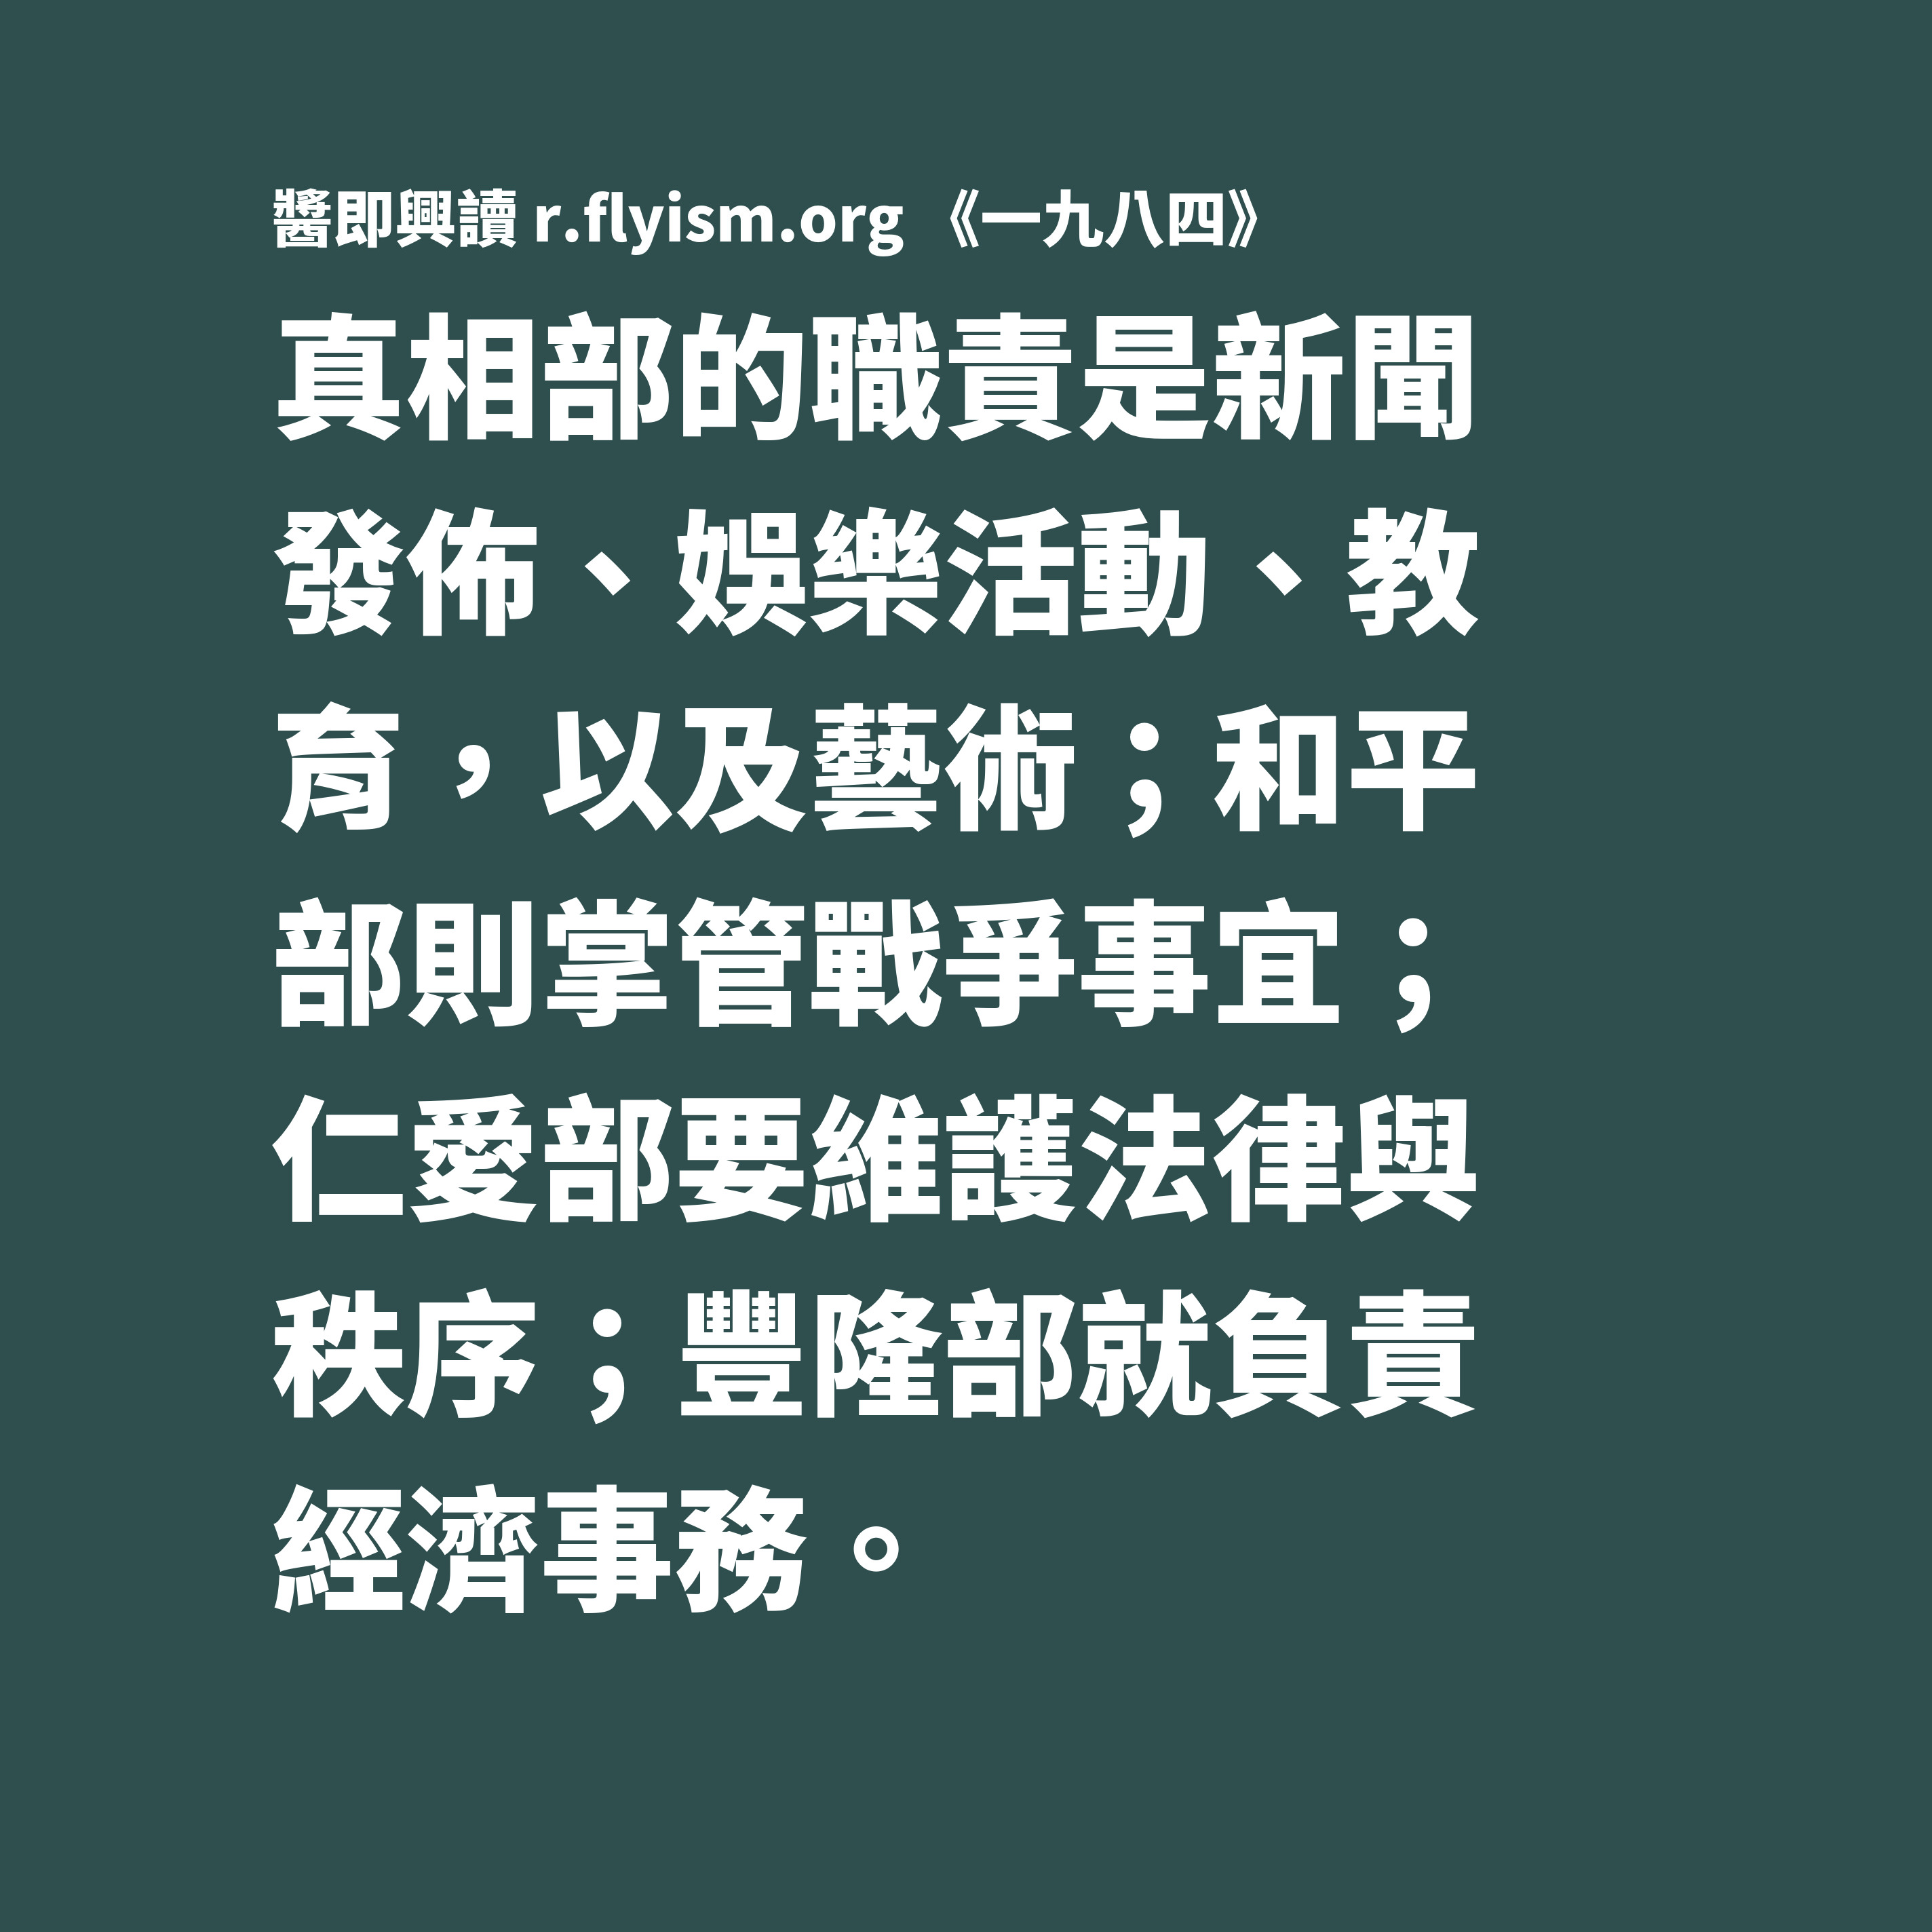 醫即與讀 r.flyism.org 《一九八四》
真相部的職責是新聞
發佈、娛樂活動、教
育，以及藝術；和平
部則掌管戰爭事宜；
仁愛部要維護法律與
秩序；豐隆部就負責
經濟事務。